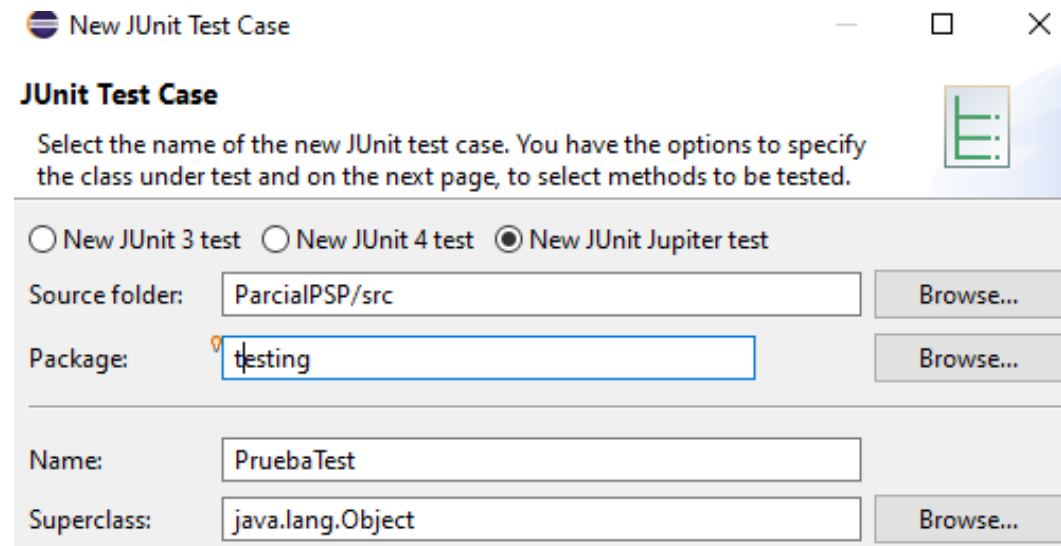 New JUnit Test Case
JUnit Test Case
Select the name of the new JUnit test case. You have the options to specify
the class under test and on the next page, to select methods to be tested.
New JUnit 3 test New JUnit 4 test New JUnit Jupiter test
Source folder: ParcialPSP/src Browse...
Package: testing Browse...
Name: PruebaTest
Superclass: java.lang.Object Browse...